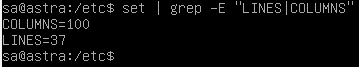 sa@astra:/etc$ set | grep -E "LINES|COLUMNS"
COLUMNS=100
LINES=37
sa@astra:/etc$